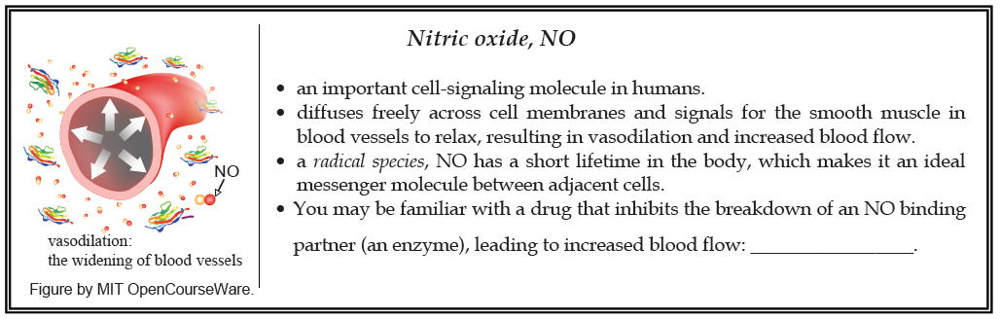 Nitric oxide, NO
• an important cell-signaling molecule in humans.
• diffuses freely across cell membranes and signals for the smooth muscle in
blood vessels to relax, resulting in vasodilation and increased blood flow.
• a radical species, NO has a short lifetime in the body, which makes it an ideal
messenger molecule between adjacent cells.
• You may be familiar with a drug that inhibits the breakdown of an NO binding
partner (an enzyme), leading to increased blood flow: _________________.
NO
vasodilation:
the widening of blood vessels
Figure by MIT OpenCourseWare.